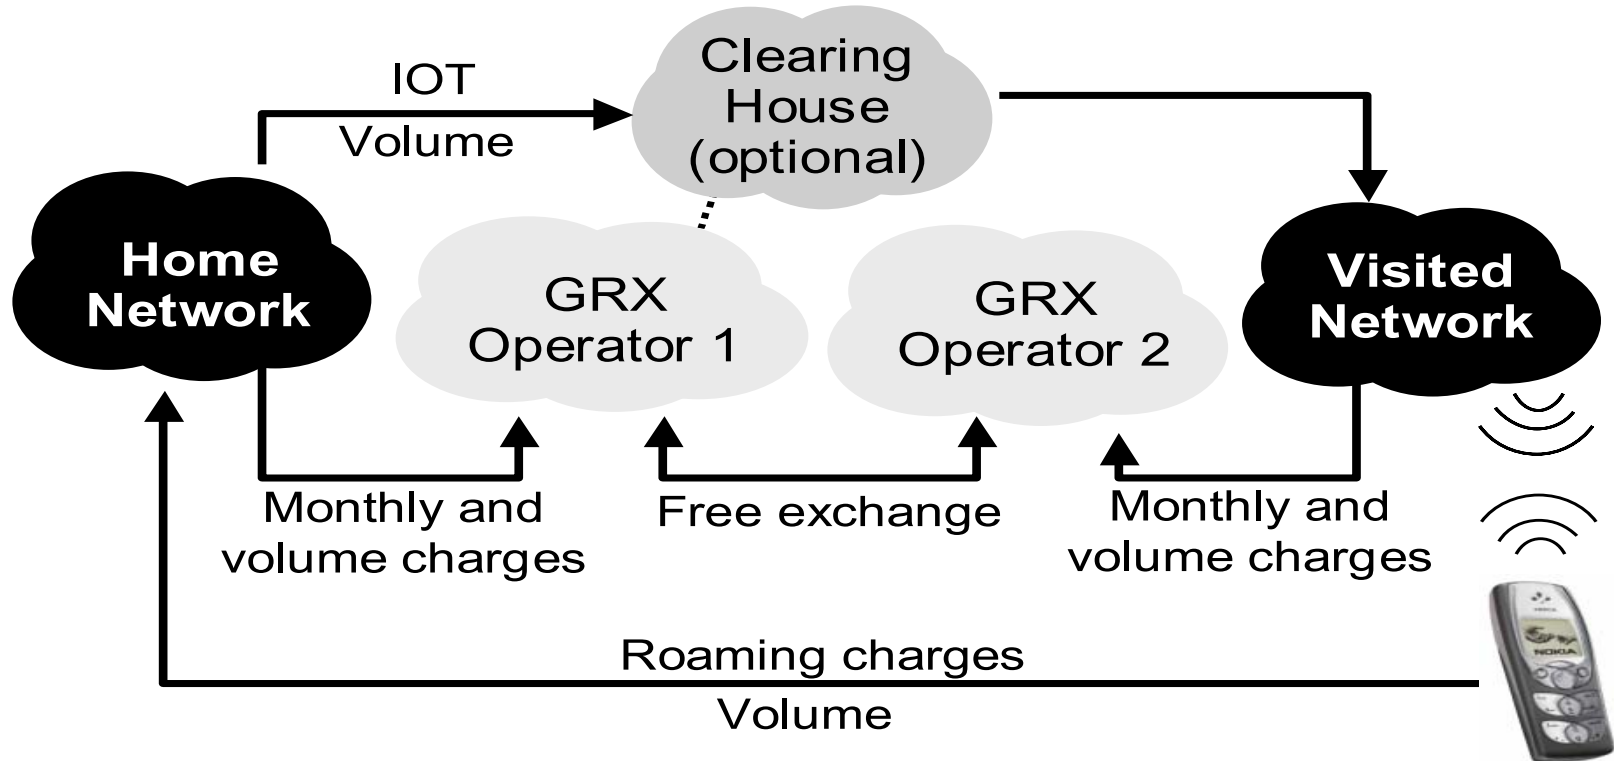 IOT
Volume
Clearing
House
(optional)
Home
Network
GRX
Operator 1
GRX
Operator 2
Visited
Network
Monthly and
volume charges
Free exchange
Monthly and
volume charges
Roaming charges
Volume
NOKIA